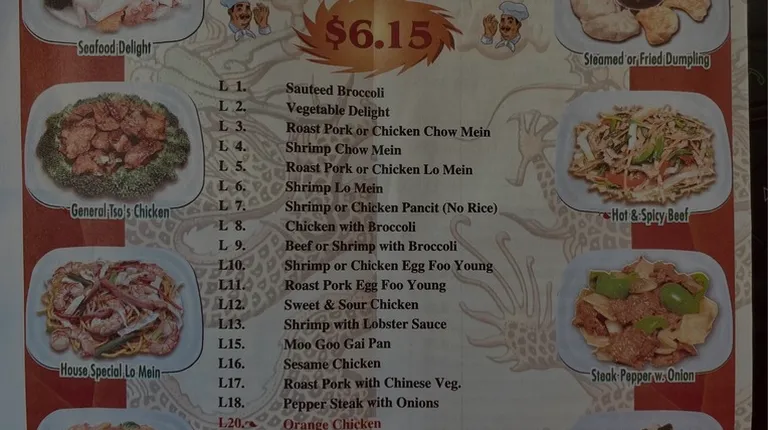 $6.15
Seafood Delight
Steamed or Fried Dumpling
L 1. Sauteed Broccoli
L 2. Vegetable Delight
L 3. Roast Pork or Chicken Chow Mein
L 4. Shrimp Chow Mein
L 5. Roast Pork or Chicken Lo Mein
L 6. Shrimp Lo Mein
L 7. Shrimp or Chicken Pancit (No Rice)
General Tso's Chicken
Hot & Spicy Beef
L 8. Chicken with Broccoli
L 9. Beef or Shrimp with Broccoli
L10. Shrimp or Chicken Egg Foo Young
L11. Roast Pork Egg Foo Young
L12. Sweet & Sour Chicken
L13. Shrimp with Lobster Sauce
L15. Moo Goo Gai Pan
L16. Sesame Chicken
House Special Lo Mein
Steak Pepper w. Onion
L17. Roast Pork with Chinese Veg.
L18. Pepper Steak with Onions
L20. Orange Chicken